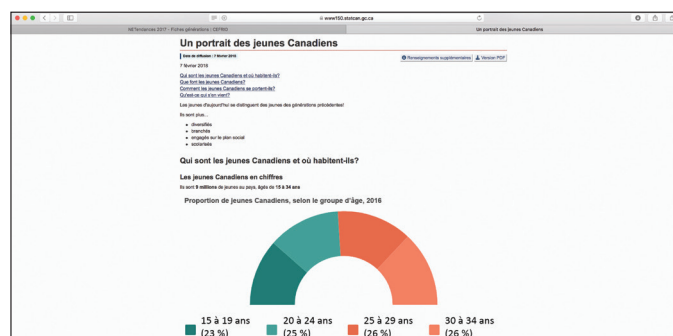 www150.statcan.gc.ca
NETendances 2017 - Fiches générations | CEFRIO
Un portrait des jeunes Canadiens
Un portrait des jeunes Canadiens
Date de diffusion : 7 février 2018
Renseignements supplémentaires
Version PDF
7 février 2018
Qui sont les jeunes Canadiens et où habitent-ils?
Que font les jeunes Canadiens?
Comment les jeunes Canadiens se portent-ils?
Qu'est-ce qui s'en vient?
Les jeunes d'aujourd'hui se distinguent des jeunes des générations précédentes!
Ils sont plus...
diversifiés
branchés
engagés sur le plan social
scolarisés
Qui sont les jeunes Canadiens et où habitent-ils?
Les jeunes Canadiens en chiffres
Ils sont 9 millions de jeunes au pays, âgés de 15 à 34 ans
Proportion de jeunes Canadiens, selon le groupe d'âge, 2016
15 à 19 ans
(23 %)
20 à 24 ans
(25 %)
25 à 29 ans
(26 %)
30 à 34 ans
(26 %)